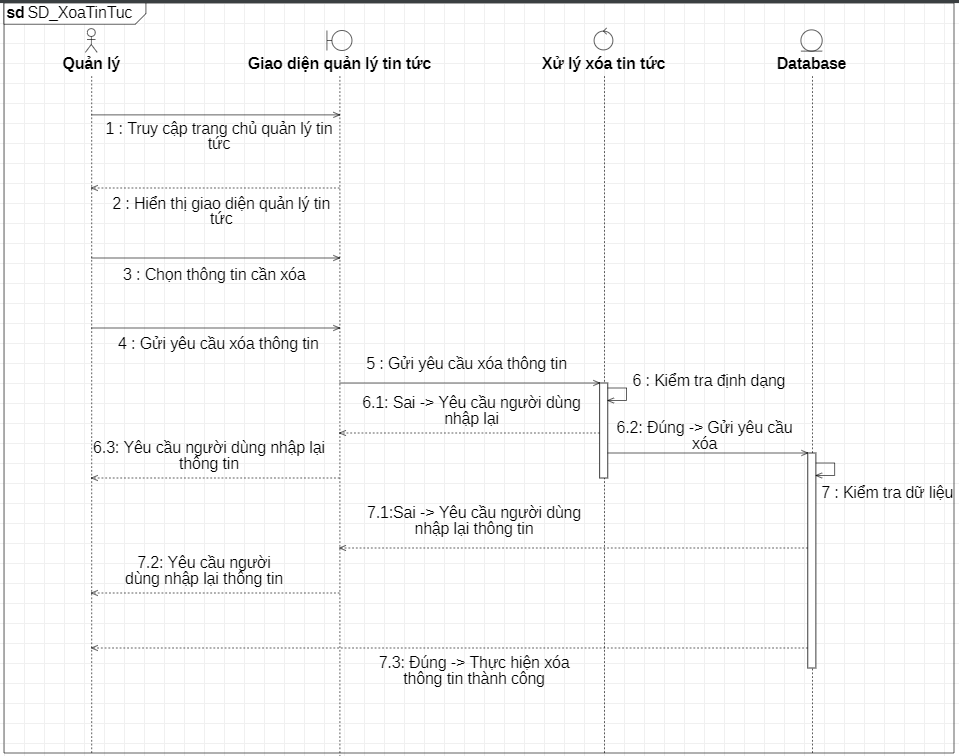 sd SD_XoaTinTuc
Quản lý
Giao diện quản lý tin tức
Xử lý xóa tin tức
Database
1 : Truy cập trang chủ quản lý tin
tức
2 : Hiển thị giao diện quản lý tin
tức
3 : Chọn thông tin cần xóa
4 : Gửi yêu cầu xóa thông tin
5 : Gửi yêu cầu xóa thông tin
6 : Kiểm tra định dạng
6.1: Sai -> Yêu cầu người dùng
nhập lại
6.2: Đúng -> Gửi yêu cầu
xóa
6.3: Yêu cầu người dùng nhập lại
thông tin
7 : Kiểm tra dữ liệu
7.1:Sai -> Yêu cầu người dùng
nhập lại thông tin
7.2: Yêu cầu người
dùng nhập lại thông tin
7.3: Đúng -> Thực hiện xóa
thông tin thành công